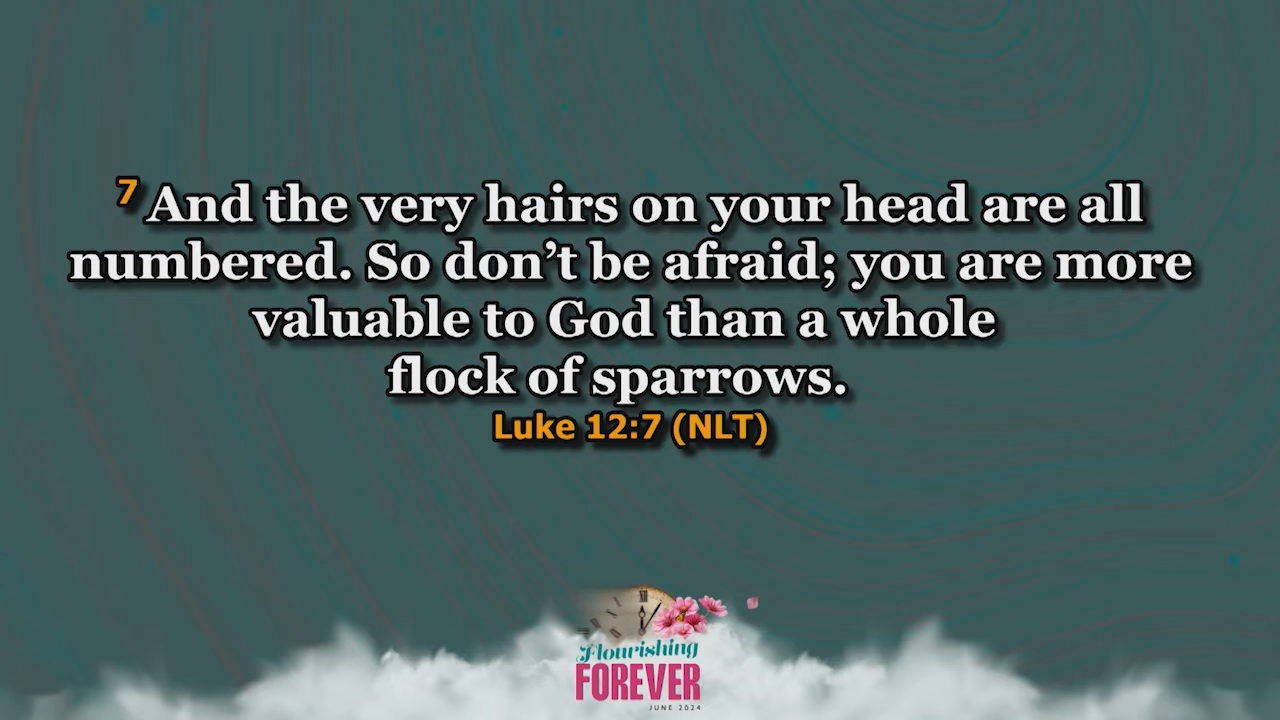 7 And the very hairs on your head are all
numbered. So don’t be afraid; you are more
valuable to God than a whole
flock of sparrows.
Luke 12:7 (NLT)
XII
Flourishing
FOREVER
JUNE 2024